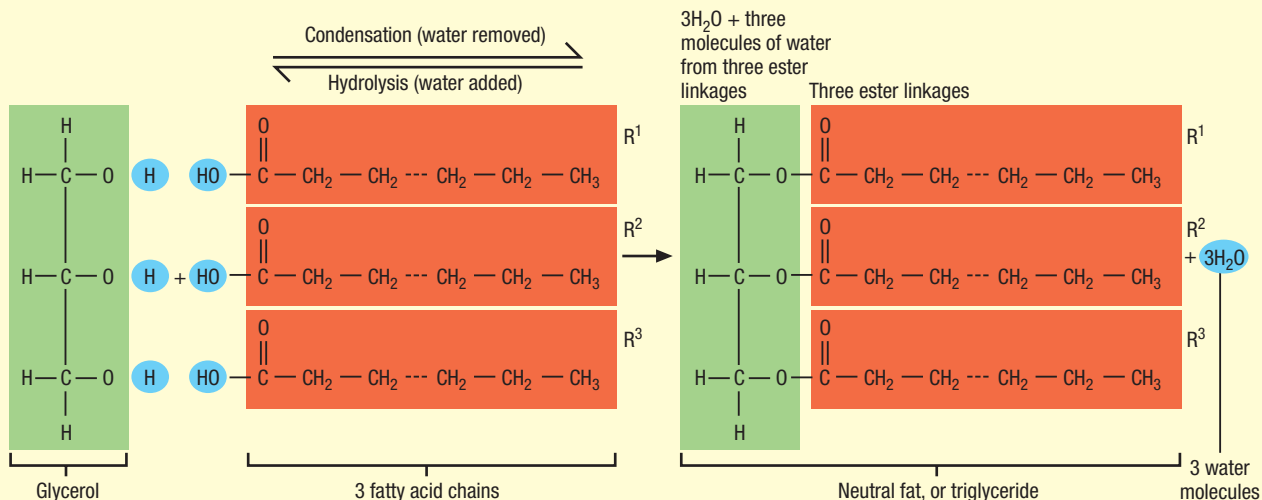 Condensation (water removed)
Hydrolysis (water added)
3H₂O + three
molecules of water
from three ester
linkages
Three ester linkages
H O R¹ H O R¹
H — C — O H HO — C — CH₂ — CH₂ --- CH₂ — CH₂ — CH₃ H — C — O — C — CH₂ — CH₂ --- CH₂ — CH₂ — CH₃
O R² O R²
H — C — O H + HO — C — CH₂ — CH₂ --- CH₂ — CH₂ — CH₃ H — C — O — C — CH₂ — CH₂ --- CH₂ — CH₂ — CH₃ + 3H₂O
O R³ O R³
H — C — O H HO — C — CH₂ — CH₂ --- CH₂ — CH₂ — CH₃ H — C — O — C — CH₂ — CH₂ --- CH₂ — CH₂ — CH₃
H H
Glycerol
3 fatty acid chains
Neutral fat, or triglyceride
3 water
molecules